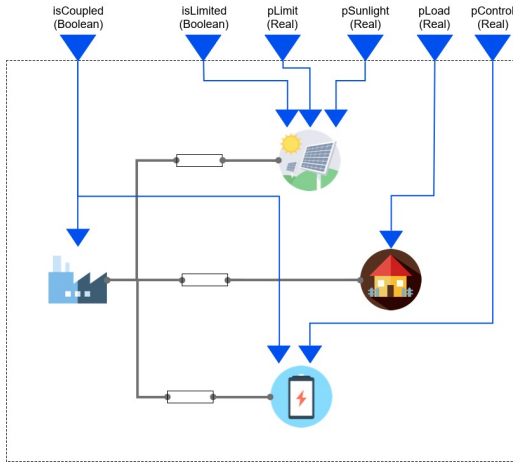 isCoupled
(Boolean)
isLimited
(Boolean)
pLimit
(Real)
pSunlight
(Real)
pLoad
(Real)
pControl
(Real)